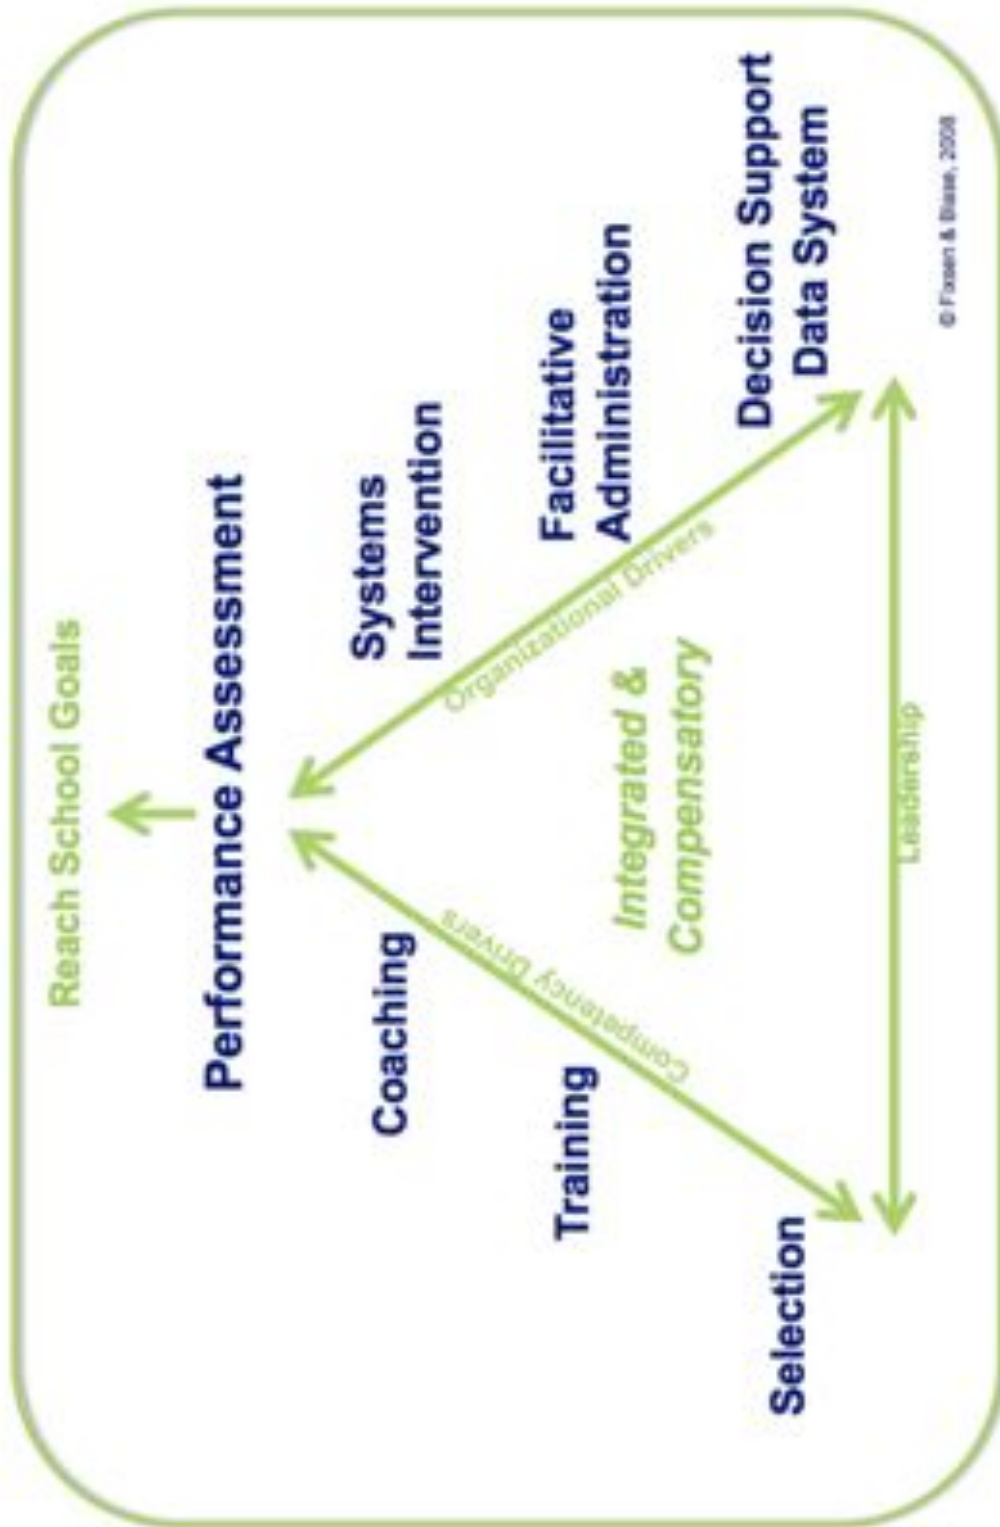 Reach School Goals
Performance Assessment
Coaching
Systems
Intervention
Training
Facilitative
Administration
Competency Drivers
Organizational Drivers
Integrated &
Compensatory
Selection
Decision Support
Data System
Leadership
© Fixsen & Blase, 2008